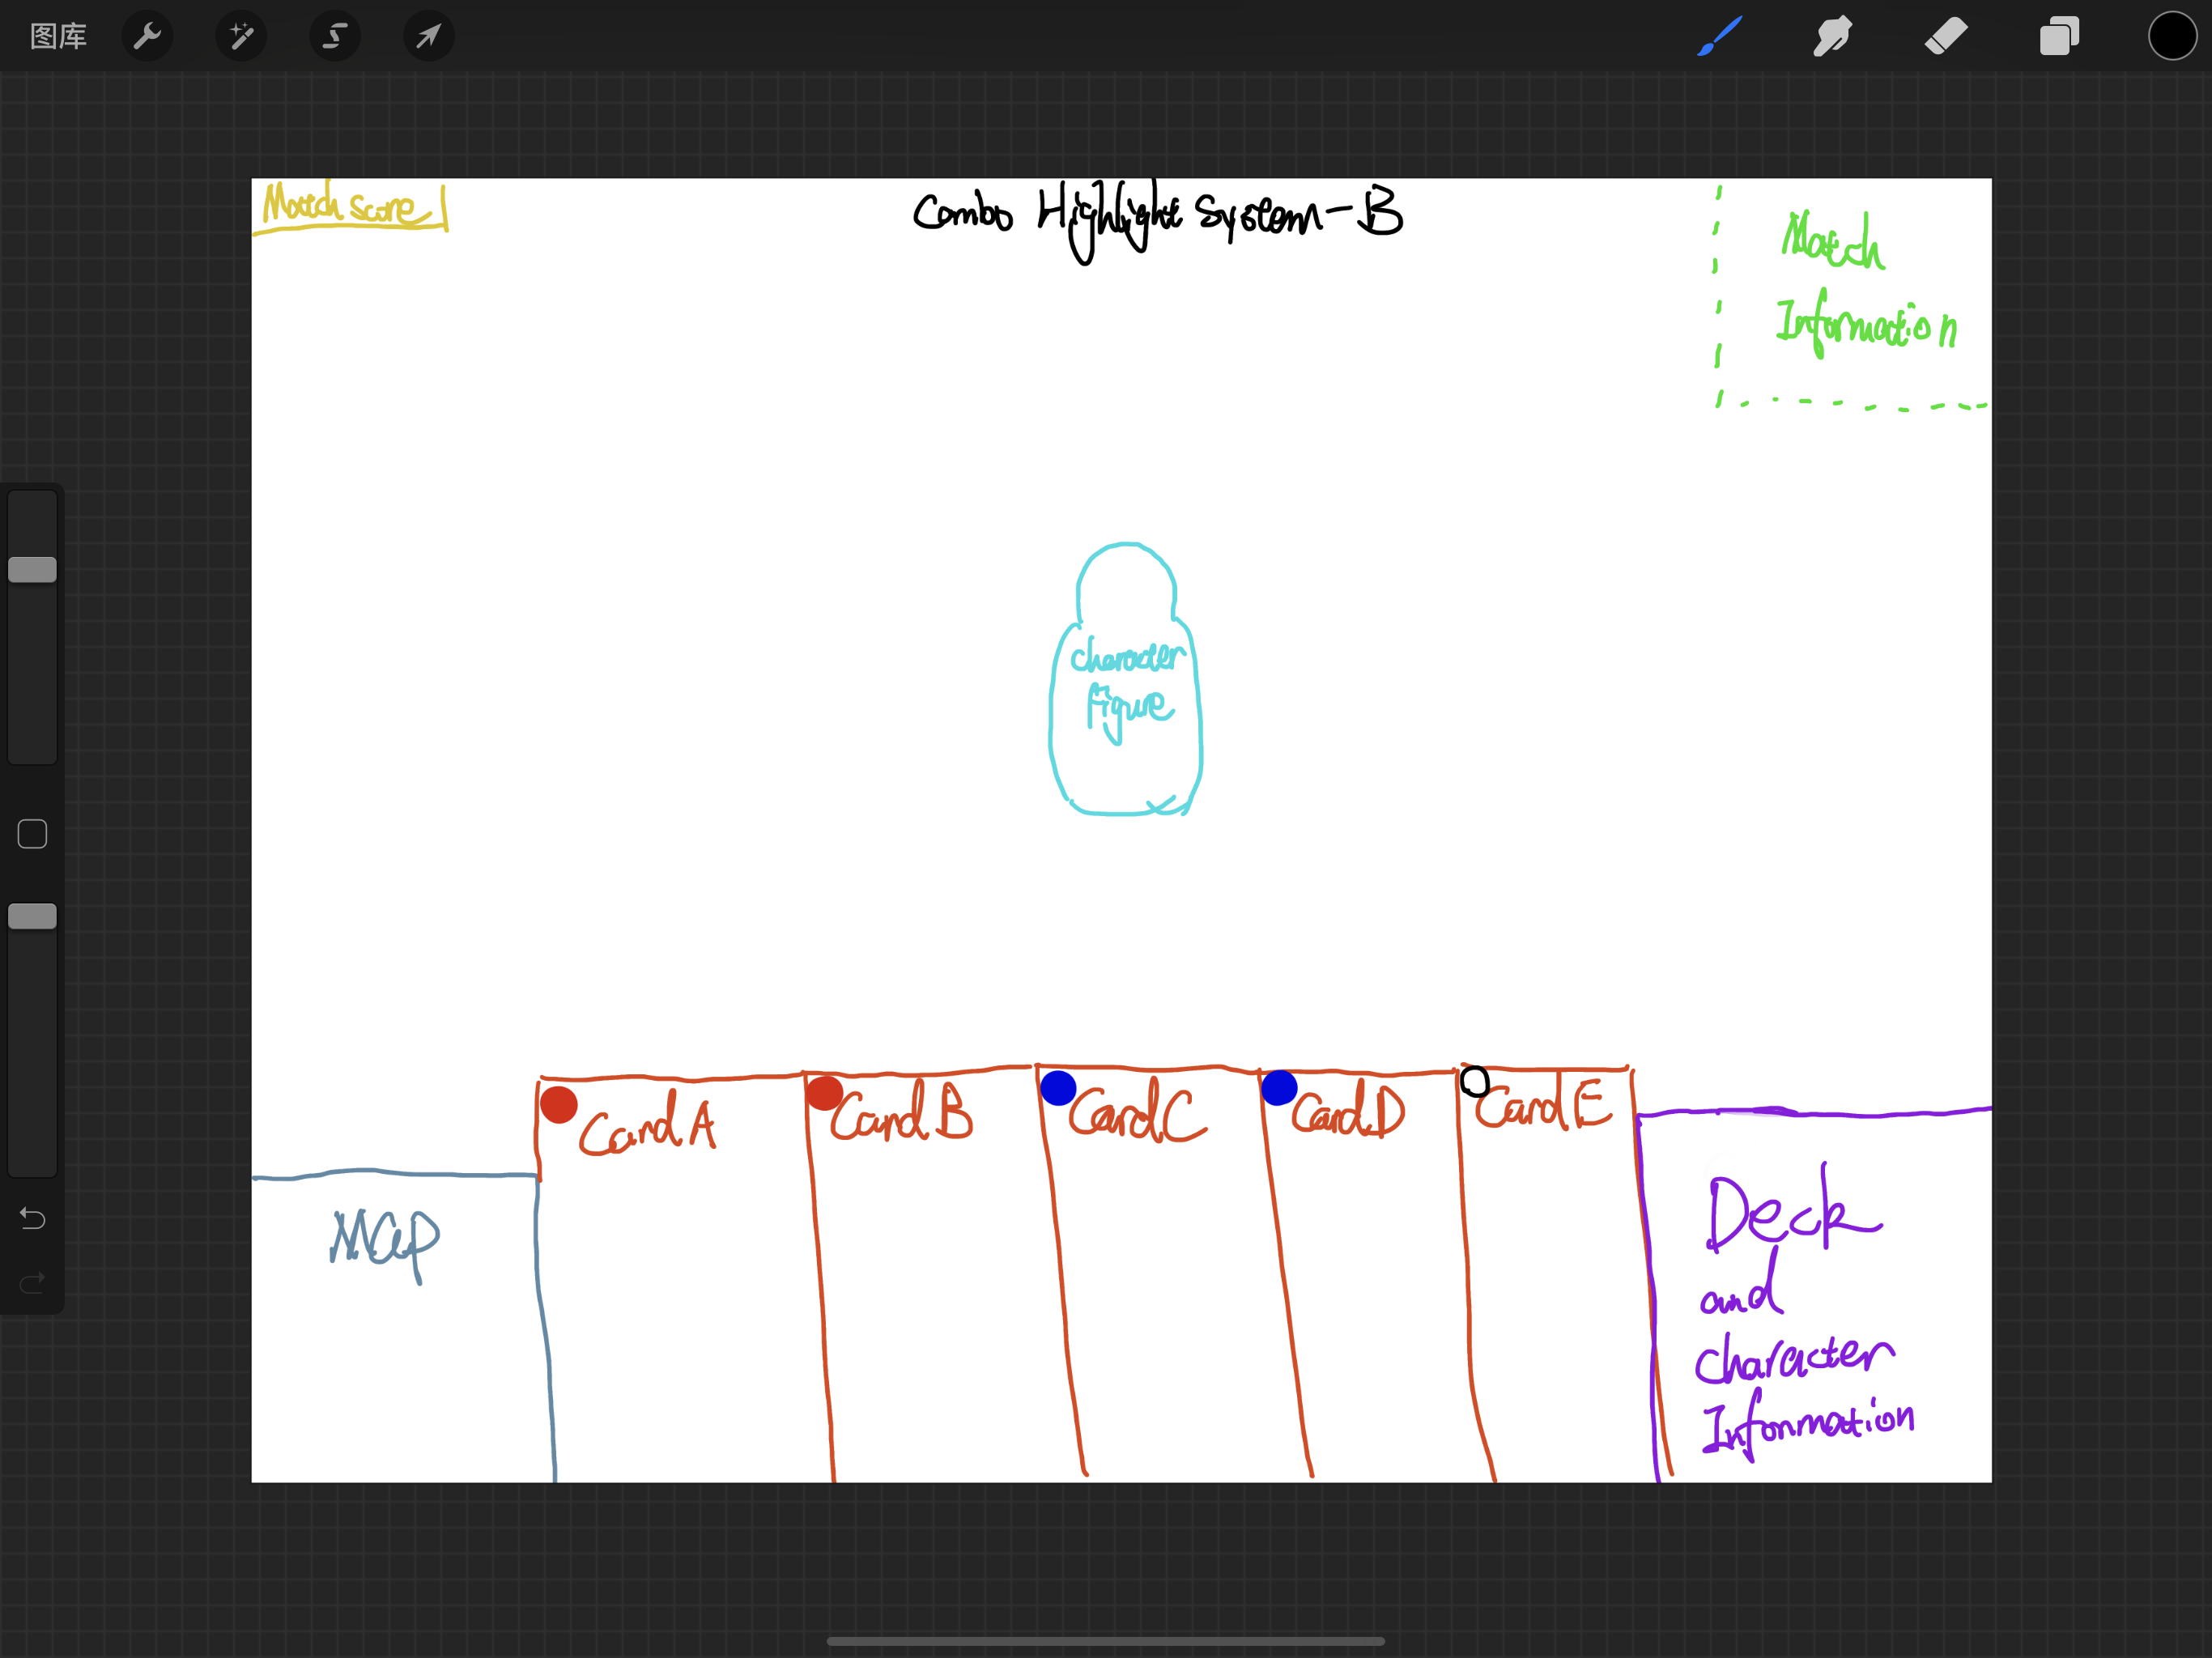 图库
Match Score
Combo Highlight System-B
Match
Information
Character
Figure
Card A
Card B
Card C
Card D
Card E
Map
Deck
and
Character
Information